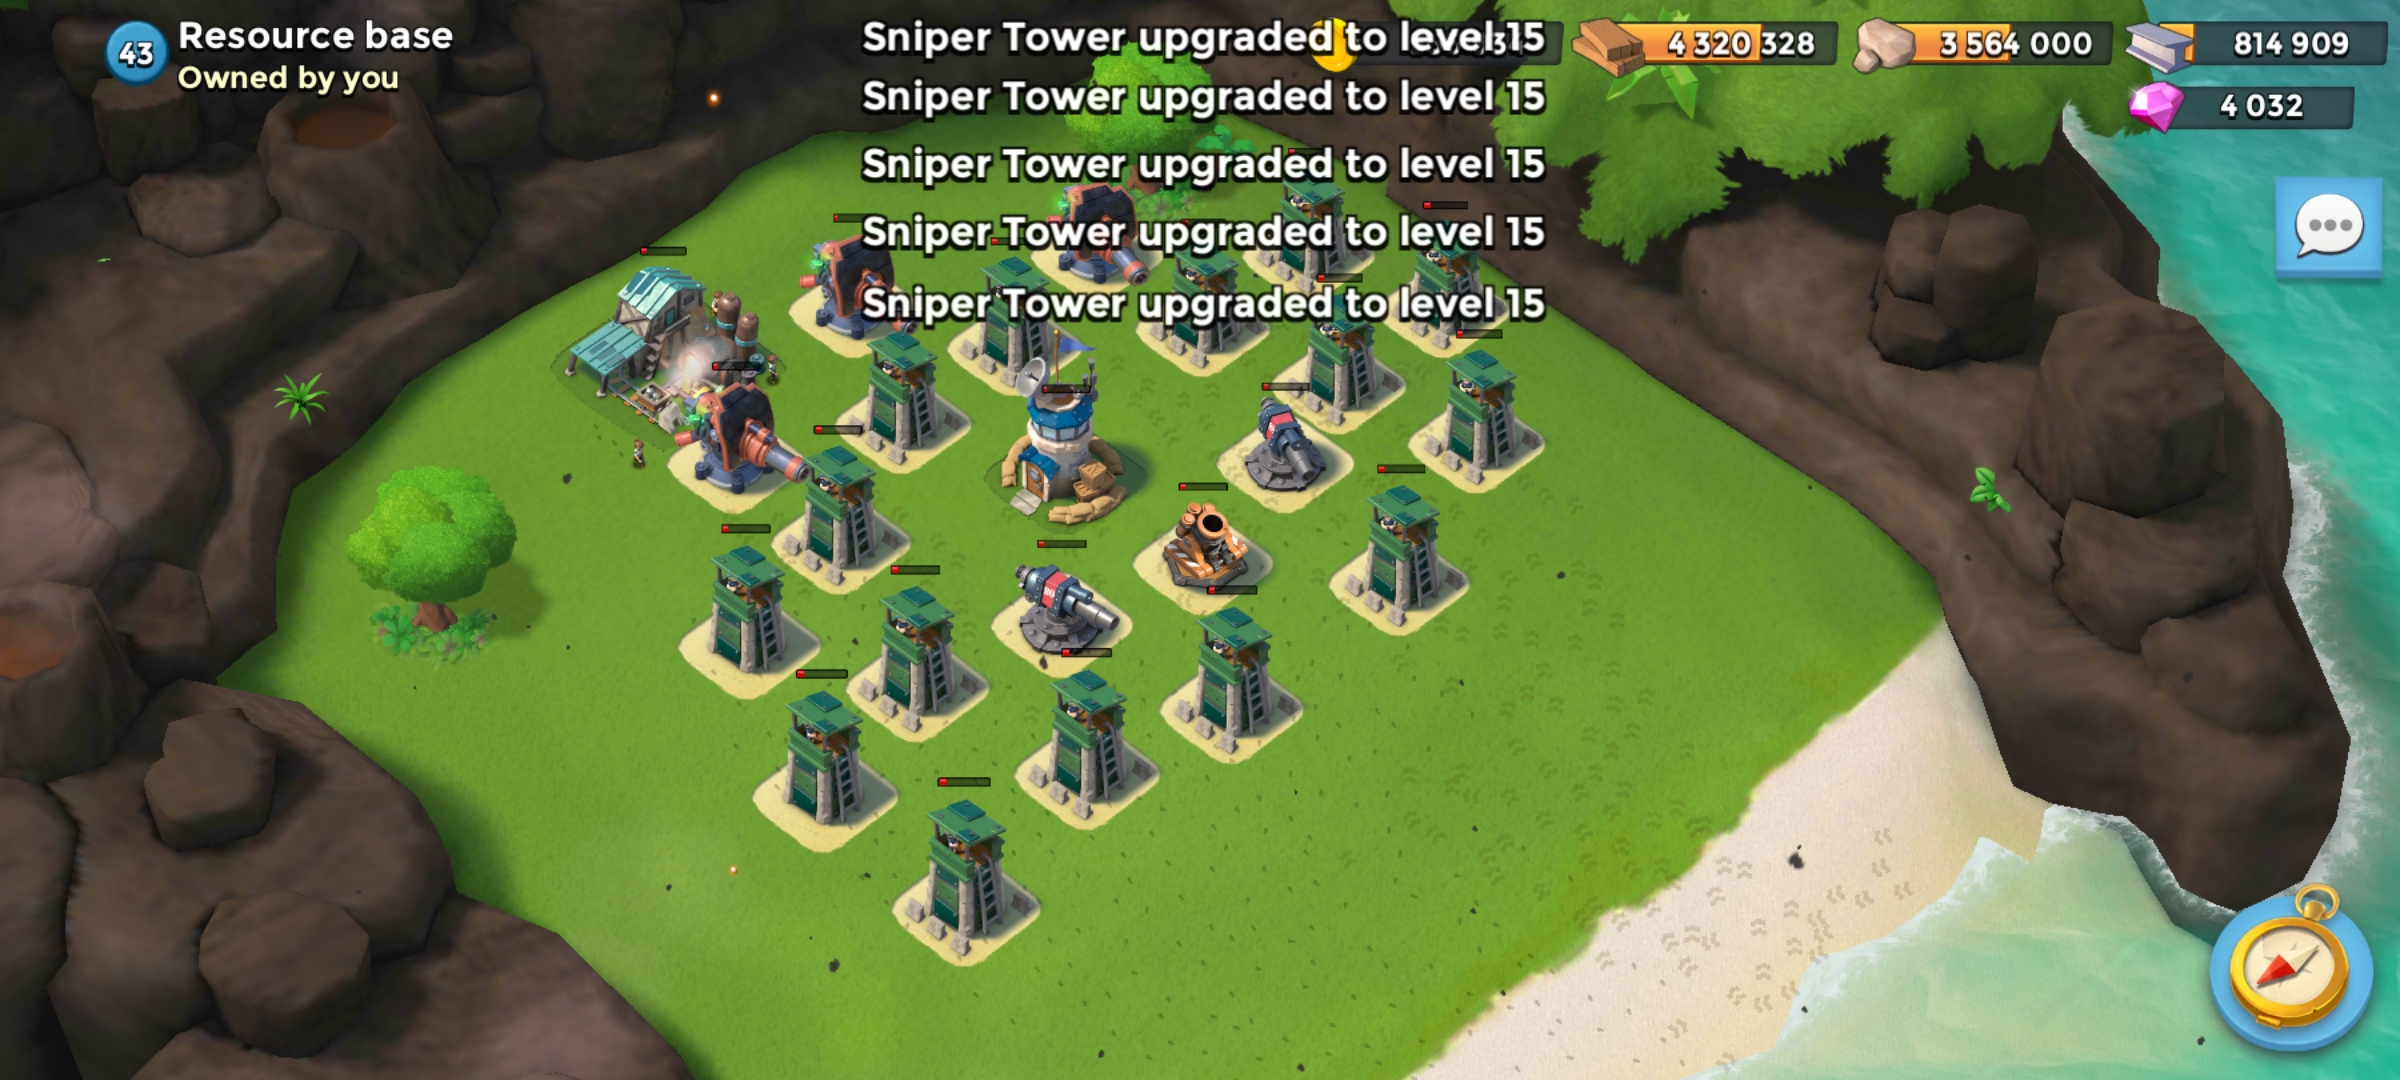 43
Resource base
Owned by you
Sniper Tower upgraded to level 15
Sniper Tower upgraded to level 15
Sniper Tower upgraded to level 15
Sniper Tower upgraded to level 15
Sniper Tower upgraded to level 15
4 320 328
3 564 000
814 909
4 032